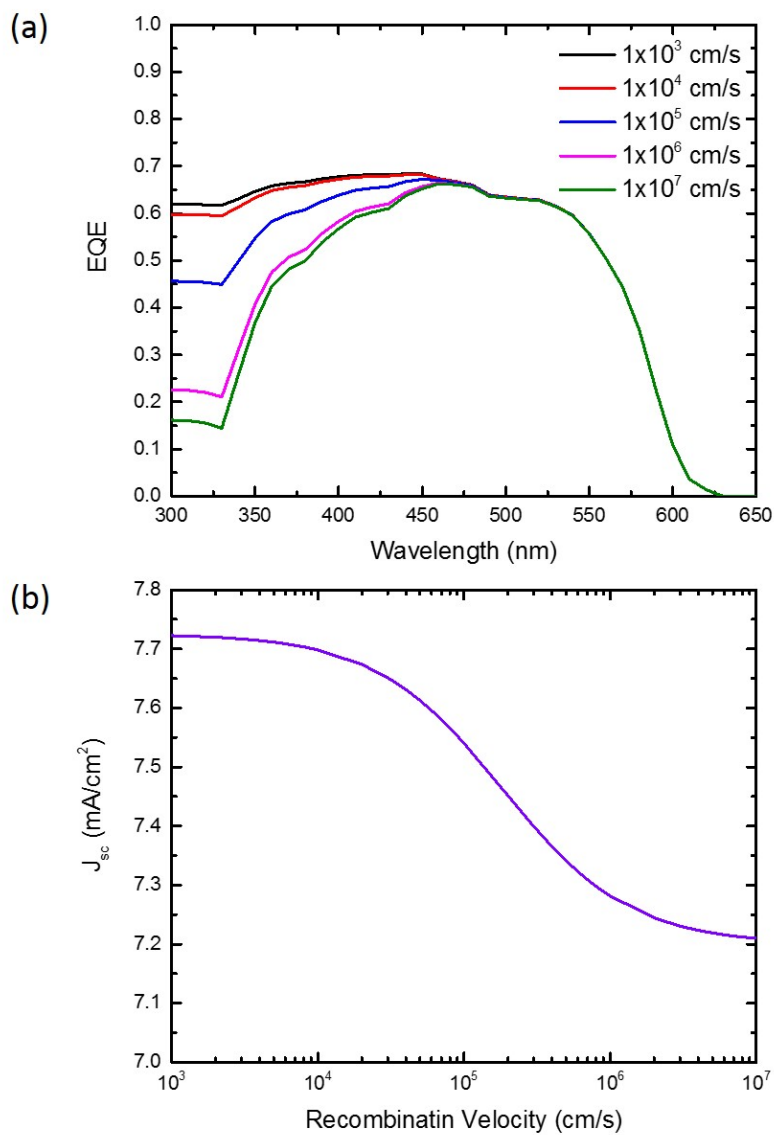 (a)
1.0
0.9
0.8
0.7
0.6
0.5
0.4
0.3
0.2
0.1
0.0
EQE
1x10³ cm/s
1x10⁴ cm/s
1x10⁵ cm/s
1x10⁶ cm/s
1x10⁷ cm/s
300 350 400 450 500 550 600 650
Wavelength (nm)
(b)
7.8
7.7
7.6
7.5
7.4
7.3
7.2
7.1
7.0
J_sc (mA/cm²)
10³ 10⁴ 10⁵ 10⁶ 10⁷
Recombinatin Velocity (cm/s)